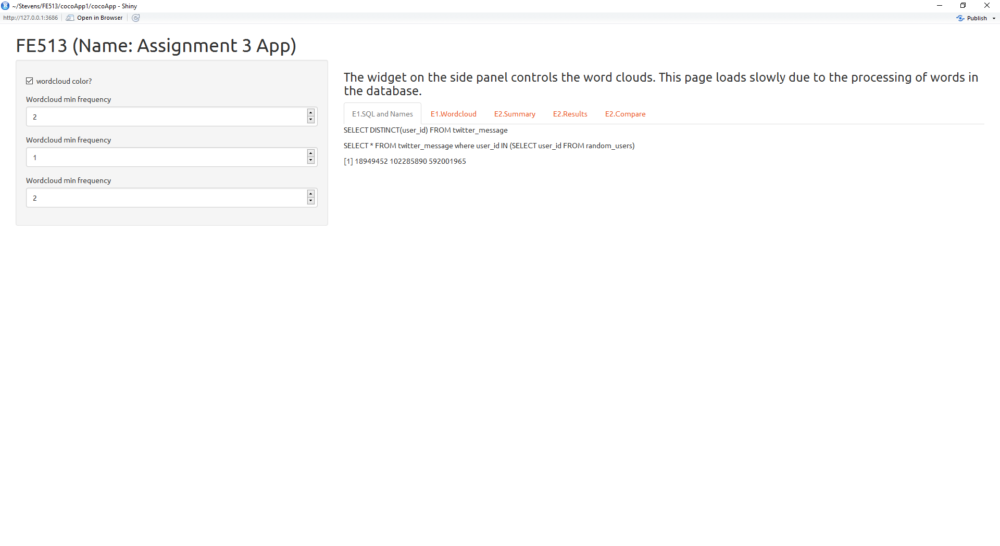 ~/Stevens/FE513/cocoApp1/cocoApp - Shiny
http://127.0.0.1:3686 Open in Browser Publish
FE513 (Name: Assignment 3 App)
wordcloud color?
Wordcloud min frequency
2
Wordcloud min frequency
1
Wordcloud min frequency
2
The widget on the side panel controls the word clouds. This page loads slowly due to the processing of words in
the database.
E1.SQL and Names E1.Wordcloud E2.Summary E2.Results E2.Compare
SELECT DISTINCT(user_id) FROM twitter_message
SELECT * FROM twitter_message where user_id IN (SELECT user_id FROM random_users)
[1] 18949452 102285890 592001965